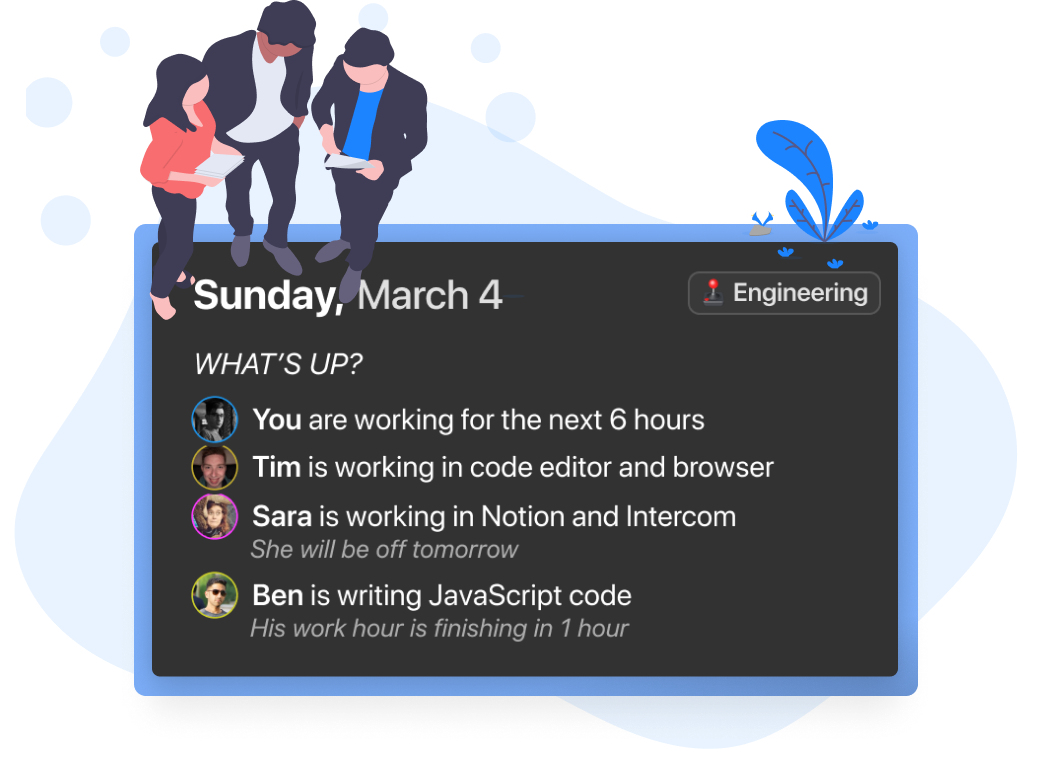 Sunday, March 4
Engineering
WHAT’S UP?
You are working for the next 6 hours
Tim is working in code editor and browser
Sara is working in Notion and Intercom
She will be off tomorrow
Ben is writing JavaScript code
His work hour is finishing in 1 hour